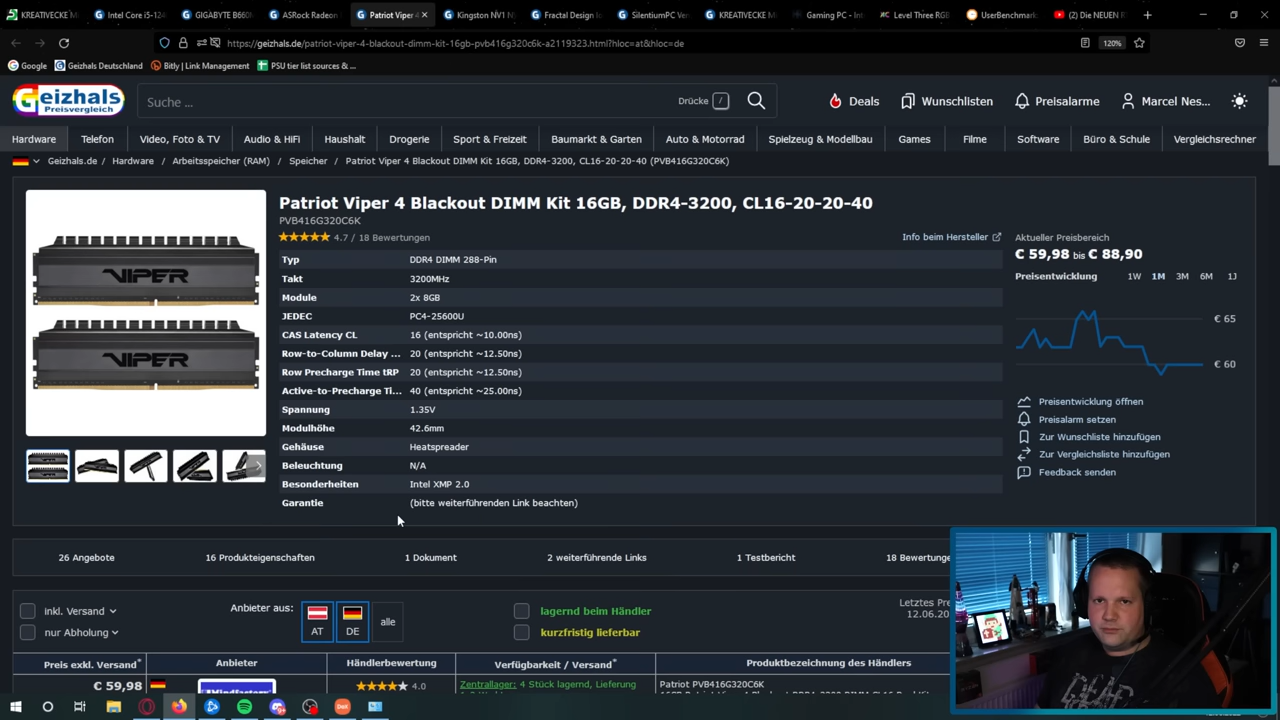 KREATIVECKE M
Intel Core i5-124
GIGABYTE B660M
ASRock Radeon
Patriot Viper 4
Kingston NV1 N
Fractal Design
SilentiumPC Ver
KREATIVECKE M
Gaming PC - Int
Level Three RGB
UserBenchmar
(2) Die NEUEN
https://geizhals.de/patriot-viper-4-blackout-dimm-kit-16gb-pvb416g320c6k-a2119323.html?hloc=at&hloc=de
120%
Google
Geizhals Deutschland
Bitly | Link Management
PSU tier list sources & ...
Geizhals
Preisvergleich
Suche ...
Drücke /
Deals
Wunschlisten
Preisalarme
Marcel Nes...
Hardware
Telefon
Video, Foto & TV
Audio & HiFi
Haushalt
Drogerie
Sport & Freizeit
Baumarkt & Garten
Auto & Motorrad
Spielzeug & Modellbau
Games
Filme
Software
Büro & Schule
Vergleichsrechner
Geizhals.de / Hardware / Arbeitsspeicher (RAM) / Speicher / Patriot Viper 4 Blackout DIMM Kit 16GB, DDR4-3200, CL16-20-20-40 (PVB416G320C6K)
VIPER
VIPER
Patriot Viper 4 Blackout DIMM Kit 16GB, DDR4-3200, CL16-20-20-40
PVB416G320C6K
4.7 / 18 Bewertungen
Info beim Hersteller
Typ DDR4 DIMM 288-Pin
Takt 3200MHz
Module 2x 8GB
JEDEC PC4-25600U
CAS Latency CL 16 (entspricht ~10.00ns)
Row-to-Column Delay ... 20 (entspricht ~12.50ns)
Row Precharge Time tRP 20 (entspricht ~12.50ns)
Active-to-Precharge Ti... 40 (entspricht ~25.00ns)
Spannung 1.35V
Modulhöhe 42.6mm
Gehäuse Heatspreader
Beleuchtung N/A
Besonderheiten Intel XMP 2.0
Garantie (bitte weiterführenden Link beachten)
Aktueller Preisbereich
€ 59,98 bis € 88,90
Preisentwicklung 1W 1M 3M 6M 1J
€ 65
€ 60
Preisentwicklung öffnen
Preisalarm setzen
Zur Wunschliste hinzufügen
Zur Vergleichsliste hinzufügen
Feedback senden
26 Angebote
16 Produkteigenschaften
1 Dokument
2 weiterführende Links
1 Testbericht
18 Bewertungen
inkl. Versand
nur Abholung
Anbieter aus:
AT
DE
alle
lagernd beim Händler
kurzfristig lieferbar
Letztes Pre
12.06.20
Preis exkl. Versand*
Anbieter
Händlerbewertung
Verfügbarkeit / Versand*
Produktbezeichnung des Händlers
€ 59,98
Mindfactory
4.0
Zentrallager: 4 Stück lagernd, Lieferung
Patriot PVB416G320C6K
GEAR